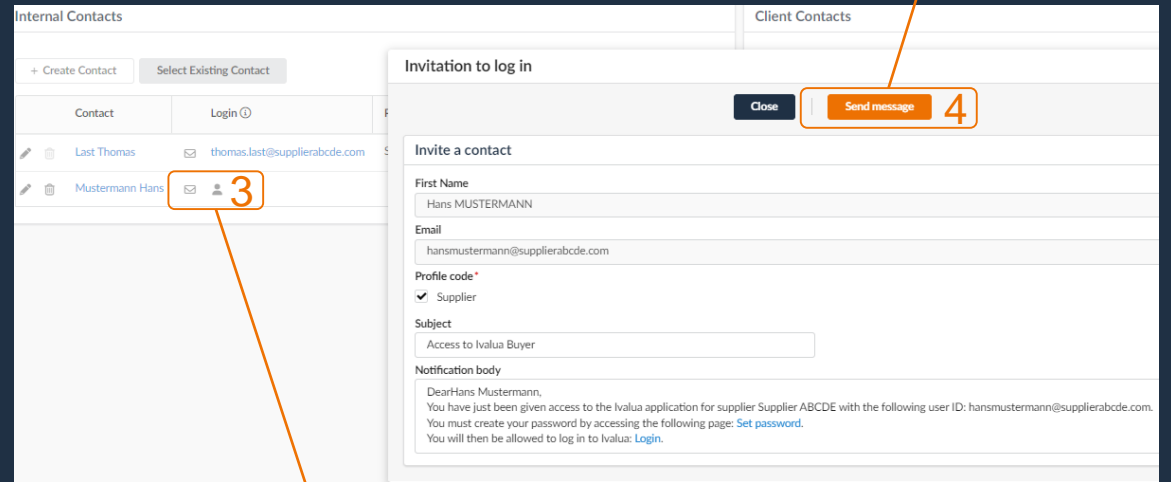 Internal Contacts
Client Contacts
+ Create Contact
Select Existing Contact
Contact
Login
Last Thomas
thomas.last@supplierabcde.com
Mustermann Hans
3
Invitation to log in
Close
Send message
4
Invite a contact
First Name
Hans MUSTERMANN
Email
hansmustermann@supplierabcde.com
Profile code*
Supplier
Subject
Access to Ivalua Buyer
Notification body
DearHans Mustermann,
You have just been given access to the Ivalua application for supplier Supplier ABCDE with the following user ID: hansmustermann@supplierabcde.com.
You must create your password by accessing the following page: Set password.
You will then be allowed to log in to Ivalua: Login.